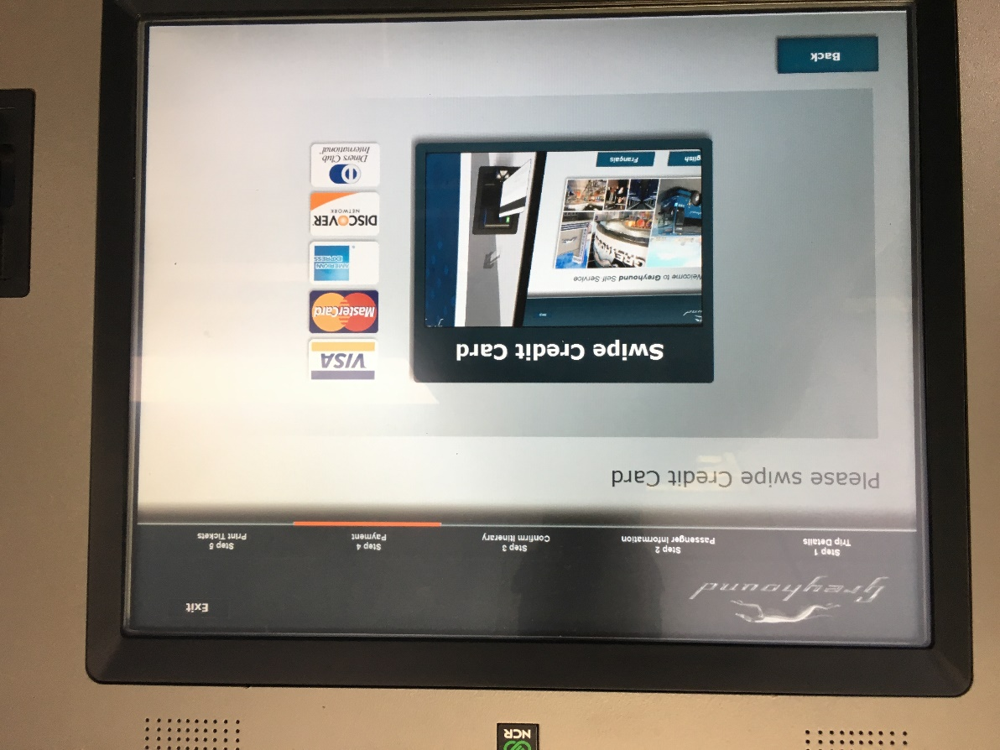 NCR
Greyhound
Exit
Step 1
Trip Details
Step 2
Passenger Information
Step 3
Confirm Itinerary
Step 4
Payment
Step 5
Print Tickets
Please swipe Credit Card
Swipe Credit Card
Welcome to Greyhound Self Service
glish
Français
VISA
MasterCard
AMERICAN
EXPRESS
DISCOVER
NETWORK
Diners Club
International
Back